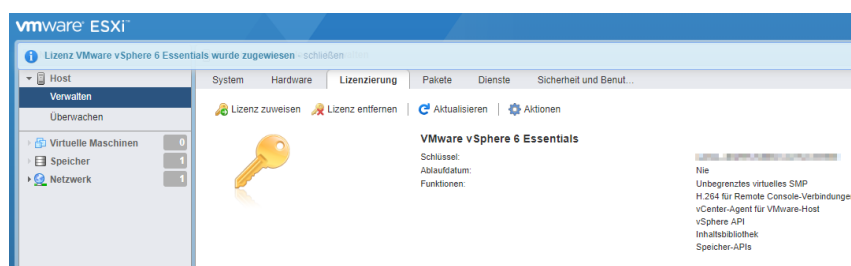 vmware ESXi™
Lizenz VMware vSphere 6 Essentials wurde zugewiesen - schließen
Host
Verwalten
Überwachen
Virtuelle Maschinen 0
Speicher 1
Netzwerk 1
System Hardware Lizenzierung Pakete Dienste Sicherheit und Benut...
Lizenz zuweisen Lizenz entfernen Aktualisieren Aktionen
VMware vSphere 6 Essentials
Schlüssel:
Ablaufdatum: Nie
Funktionen: Unbegrenztes virtuelles SMP
H.264 für Remote Console-Verbindunge
vCenter-Agent für VMware-Host
vSphere API
Inhaltsbibliothek
Speicher-APIs